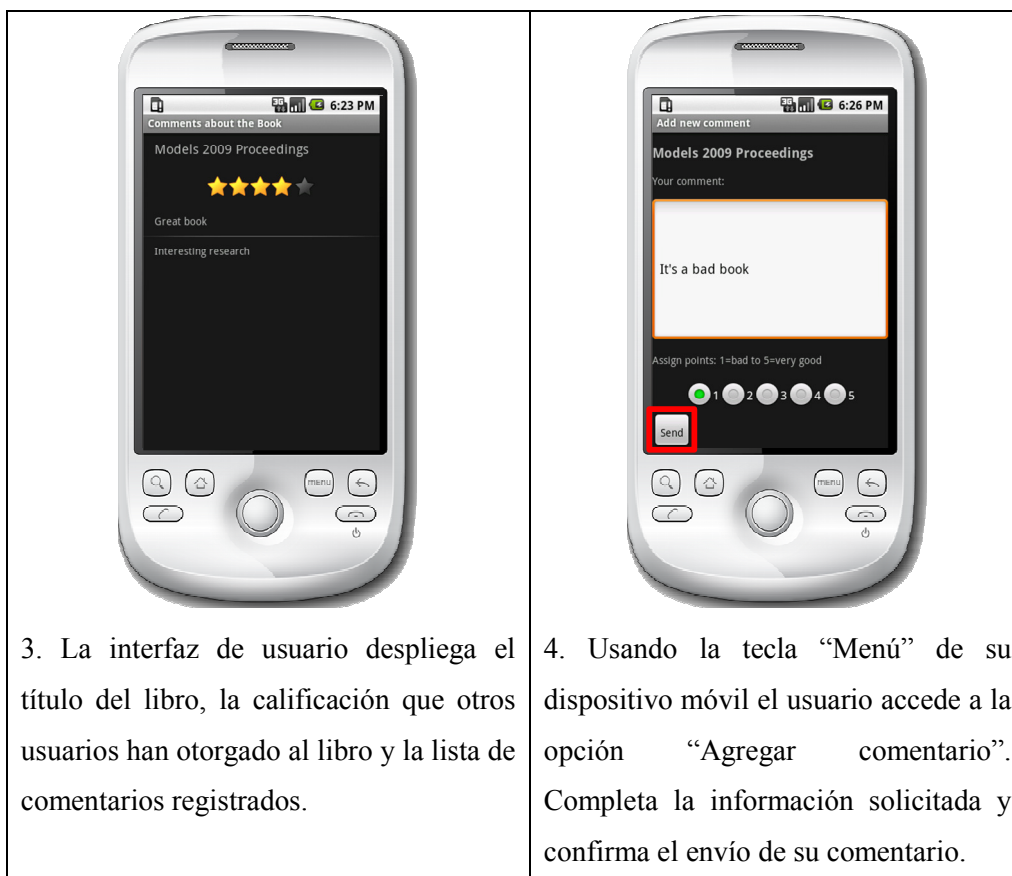 3G
6:23 PM
Comments about the Book
Models 2009 Proceedings
Great book
Interesting research
MENU
3. La interfaz de usuario despliega el
título del libro, la calificación que otros
usuarios han otorgado al libro y la lista de
comentarios registrados.
3G
6:26 PM
Add new comment
Models 2009 Proceedings
Your comment:
It's a bad book
Assign points: 1=bad to 5=very good
1 2 3 4 5
Send
MENU
4. Usando la tecla “Menú” de su
dispositivo móvil el usuario accede a la
opción “Agregar comentario”.
Completa la información solicitada y
confirma el envío de su comentario.